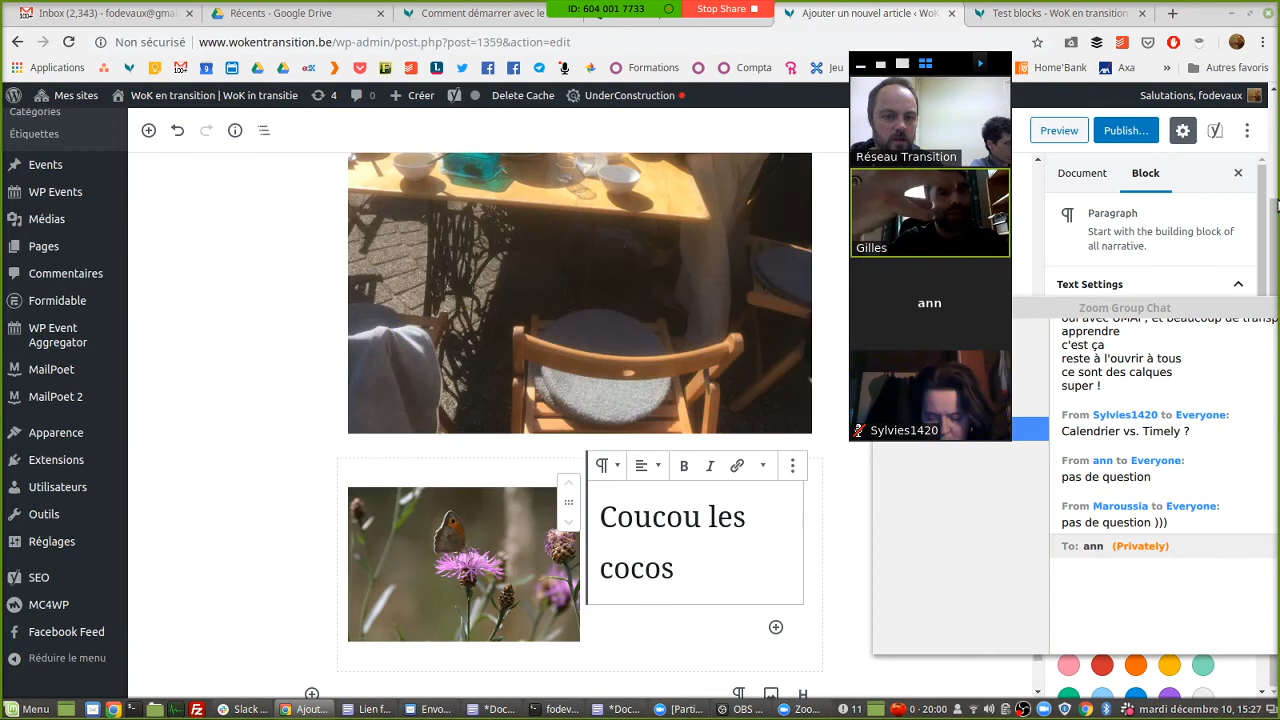 Inbox (2,343) - fodevaux@gmai
Récents - Google Drive
Comment démarrer avec le
ID: 604 001 7733
Stop Share
Ajouter un nouvel article ‹ WoK
Test blocks - WoK en transition
Non sécurisé
www.wokentransition.be/wp-admin/post.php?post=1359&action=edit
Applications
Formations
Compta
Jeu
Home'Bank
Axa
»
Autres favoris
Mes sites
WoK en transition [ WoK in transitie
4
0
Créer
Delete Cache
UnderConstruction
Salutations, fodevaux
Catégories
Étiquettes
Events
WP Events
Médias
Pages
Commentaires
Formidable
WP Event
Aggregator
MailPoet
MailPoet 2
Apparence
Extensions
Utilisateurs
Outils
Réglages
SEO
MC4WP
Facebook Feed
Réduire le menu
Preview
Publish...
Document
Block
Paragraph
Start with the building block of
all narrative.
Text Settings
Réseau Transition
Gilles
ann
Sylvies1420
Zoom Group Chat
apprendre
c'est ça
reste à l'ouvrir à tous
ce sont des calques
super !
From Sylvies1420 to Everyone:
Calendrier vs. Timely ?
From ann to Everyone:
pas de question
From Maroussia to Everyone:
pas de question )))
To: ann (Privately)
B
I
Coucou les
cocos
H
Menu
Slack ...
Ajout...
Lien f...
Envo...
*Doc...
fodev...
*Doc...
[Parti...
OBS ...
Zoo...
11
0 - 20:00
mardi décembre 10, 15:27